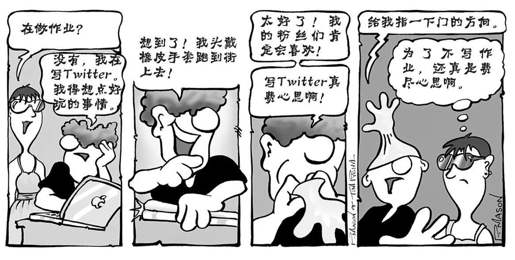 在做作业?
没有，我在
写Twitter。
我得想点好
玩的事情。
想到了！我头戴
橡皮手套跑到街
上去！
太好了！我
的粉丝们肯
定会喜欢！
写Twitter真
费心思啊！
给我指一下门的方向。
为了不写作
业，还真是费
尽心思啊。